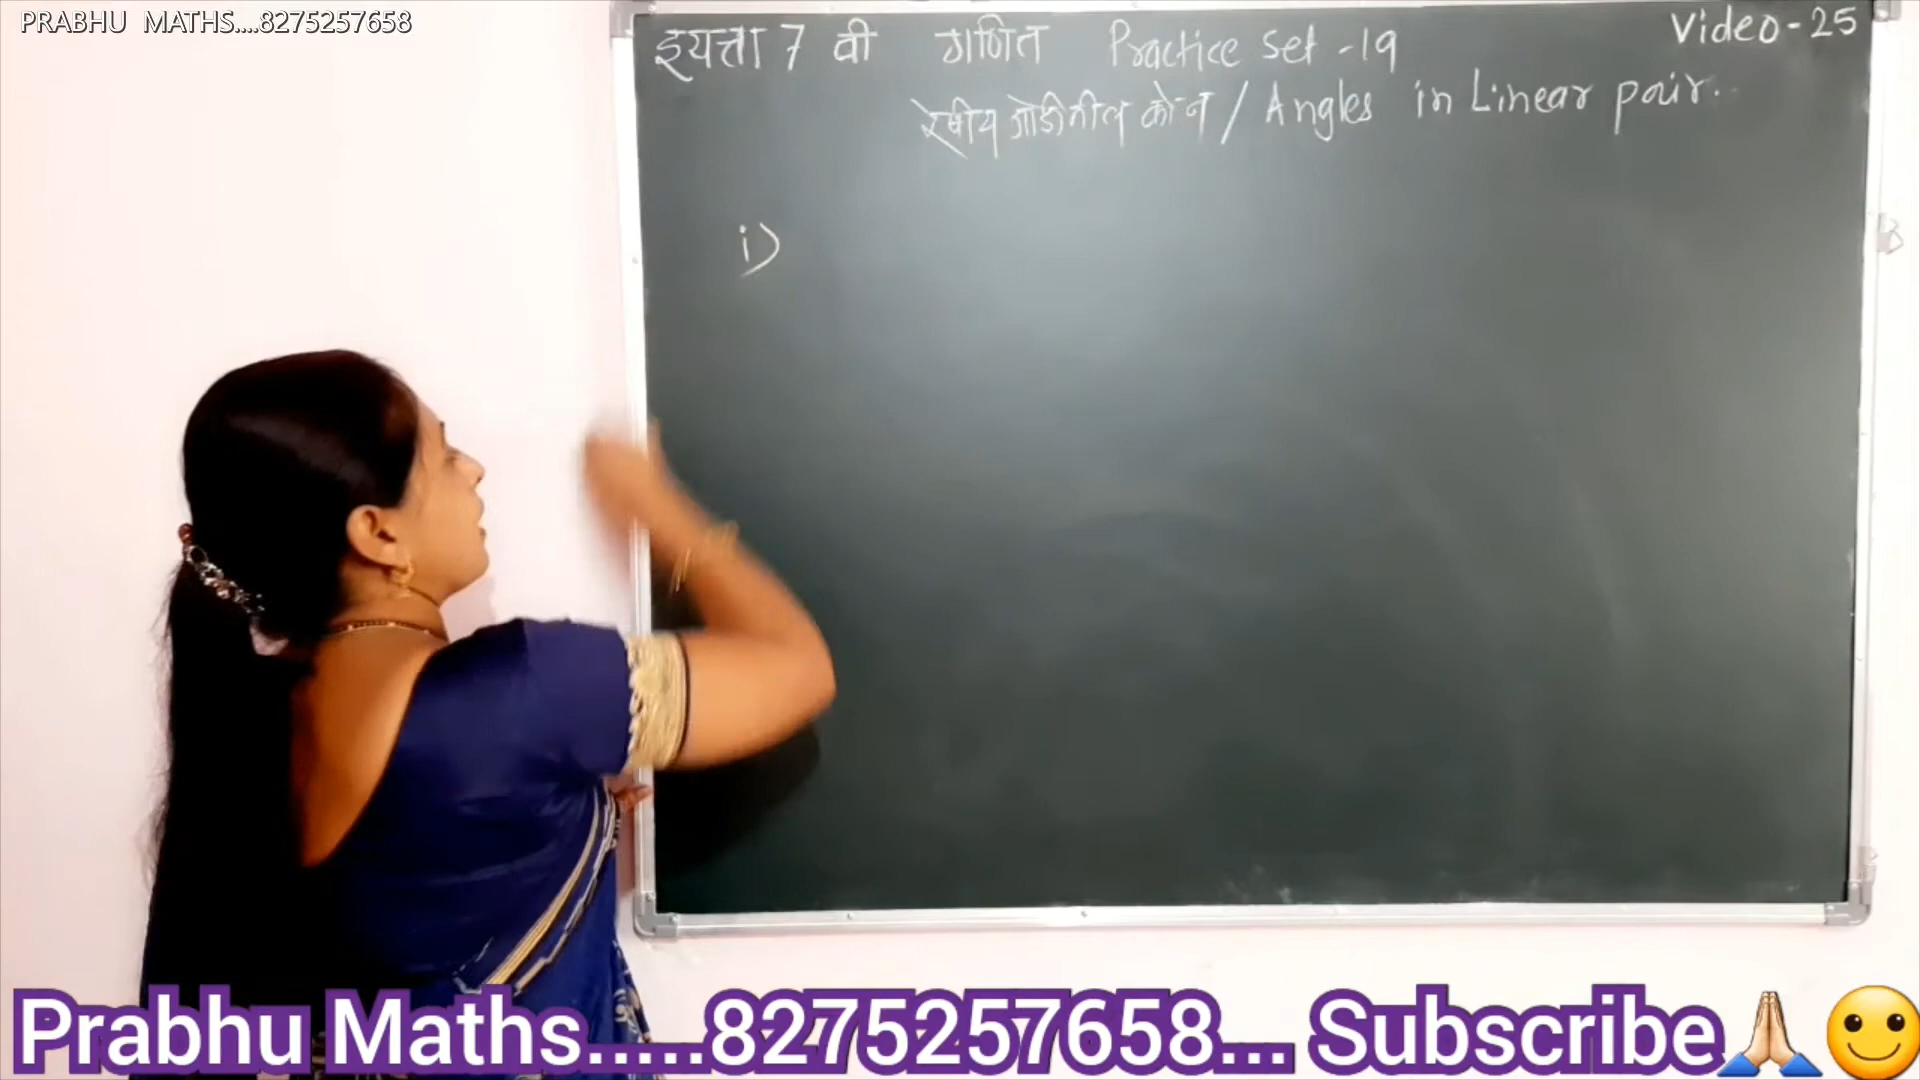 PRABHU MATHS....8275257658
Video-25
इयत्ता 7 वी गणित Practice Set -19
रेषीय जोडीतील कोन / Angles in Linear pair.
i)
Prabhu Maths.....8275257658... Subscribe🙏🏻🙂